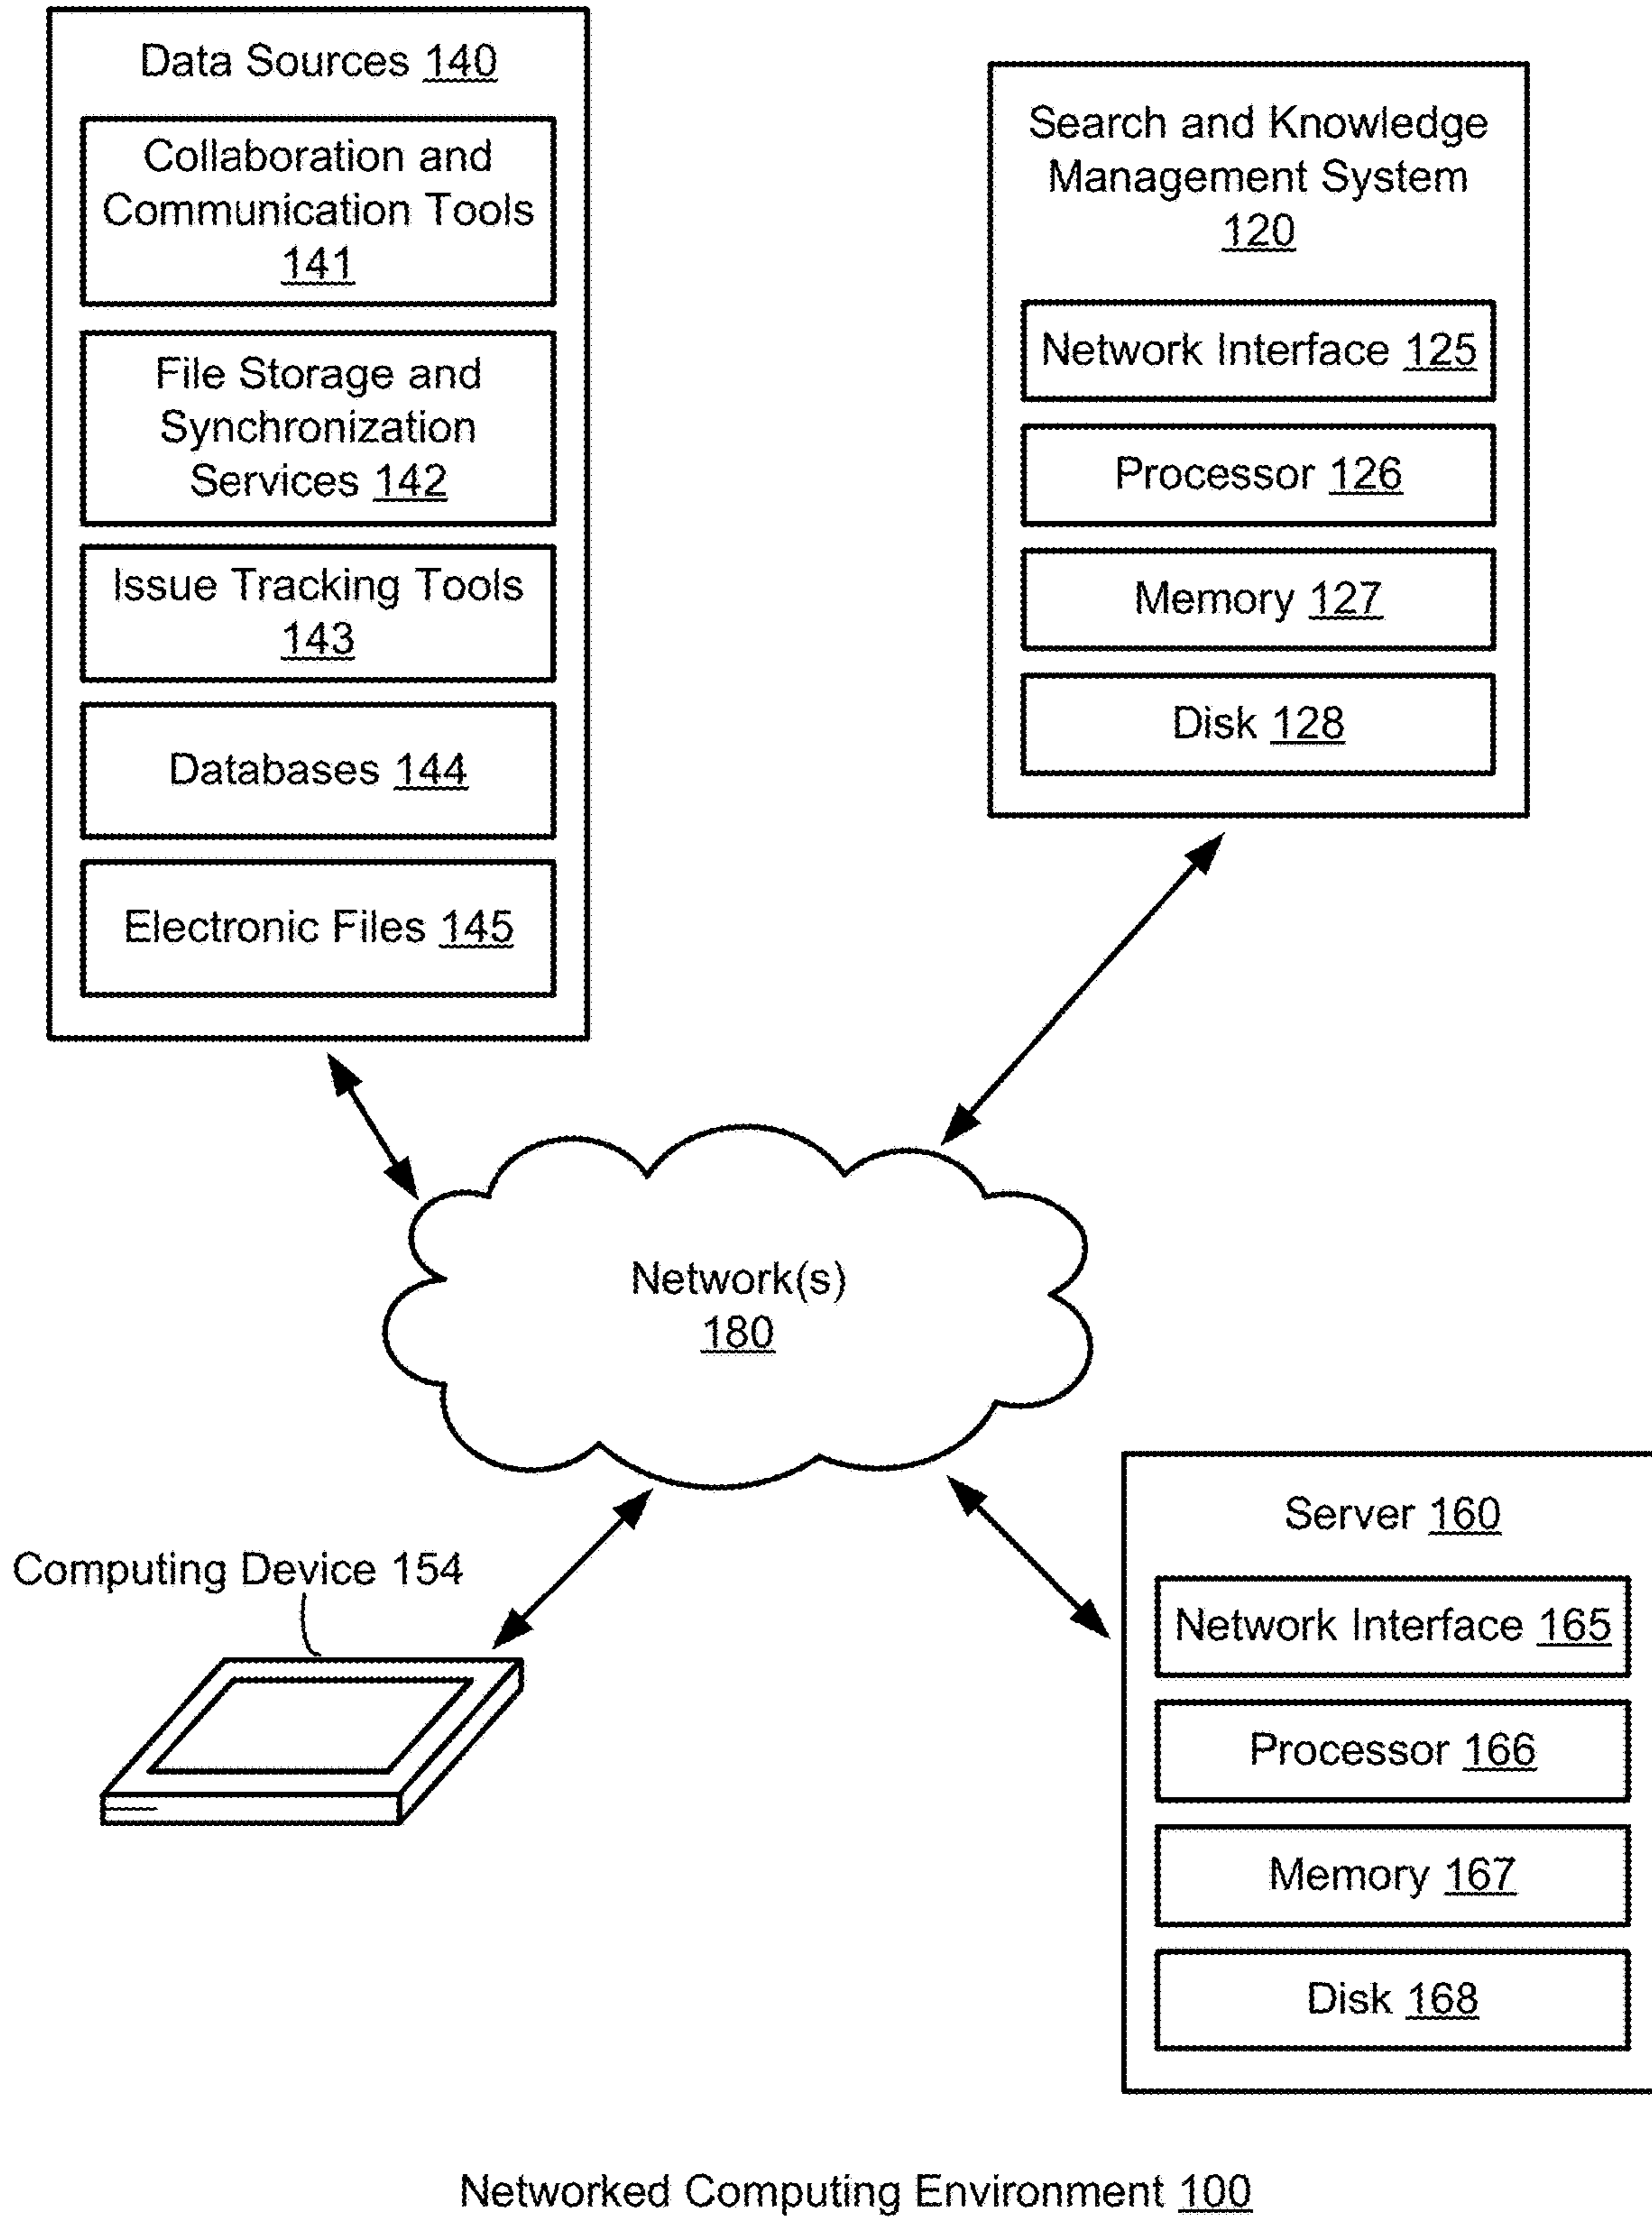 Data Sources 140
Collaboration and
Communication Tools
141
File Storage and
Synchronization
Services 142
Issue Tracking Tools
143
Databases 144
Electronic Files 145
Search and Knowledge
Management System
120
Network Interface 125
Processor 126
Memory 127
Disk 128
Network(s)
180
Computing Device 154
Server 160
Network Interface 165
Processor 166
Memory 167
Disk 168
Networked Computing Environment 100